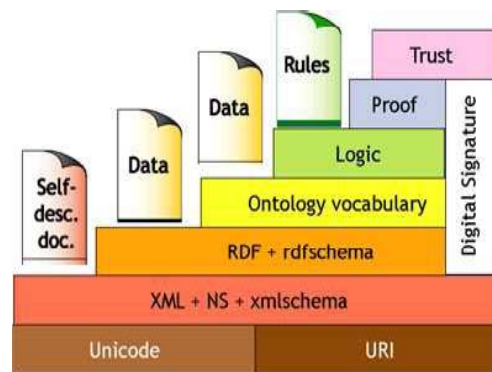 Trust
Rules
Proof
Data
Logic
Data
Self-
desc.
doc.
Ontology vocabulary
Digital Signature
RDF + rdfschema
XML + NS + xmlschema
Unicode
URI